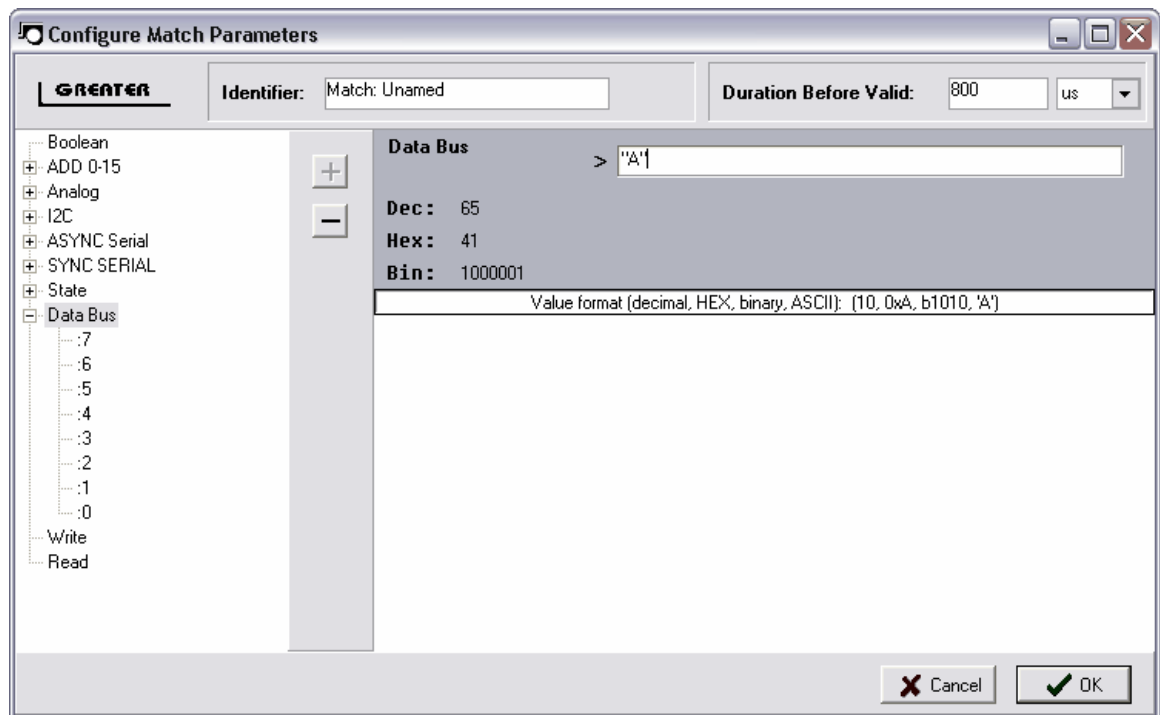 Configure Match Parameters
GREATER
Identifier: Match: Unamed
Duration Before Valid: 800 us
Boolean
ADD 0-15
Analog
I2C
ASYNC Serial
SYNC SERIAL
State
Data Bus
:7
:6
:5
:4
:3
:2
:1
:0
Write
Read
+
−
Data Bus > "A"
Dec: 65
Hex: 41
Bin: 1000001
Value format (decimal, HEX, binary, ASCII): (10, 0xA, b1010, 'A')
Cancel OK